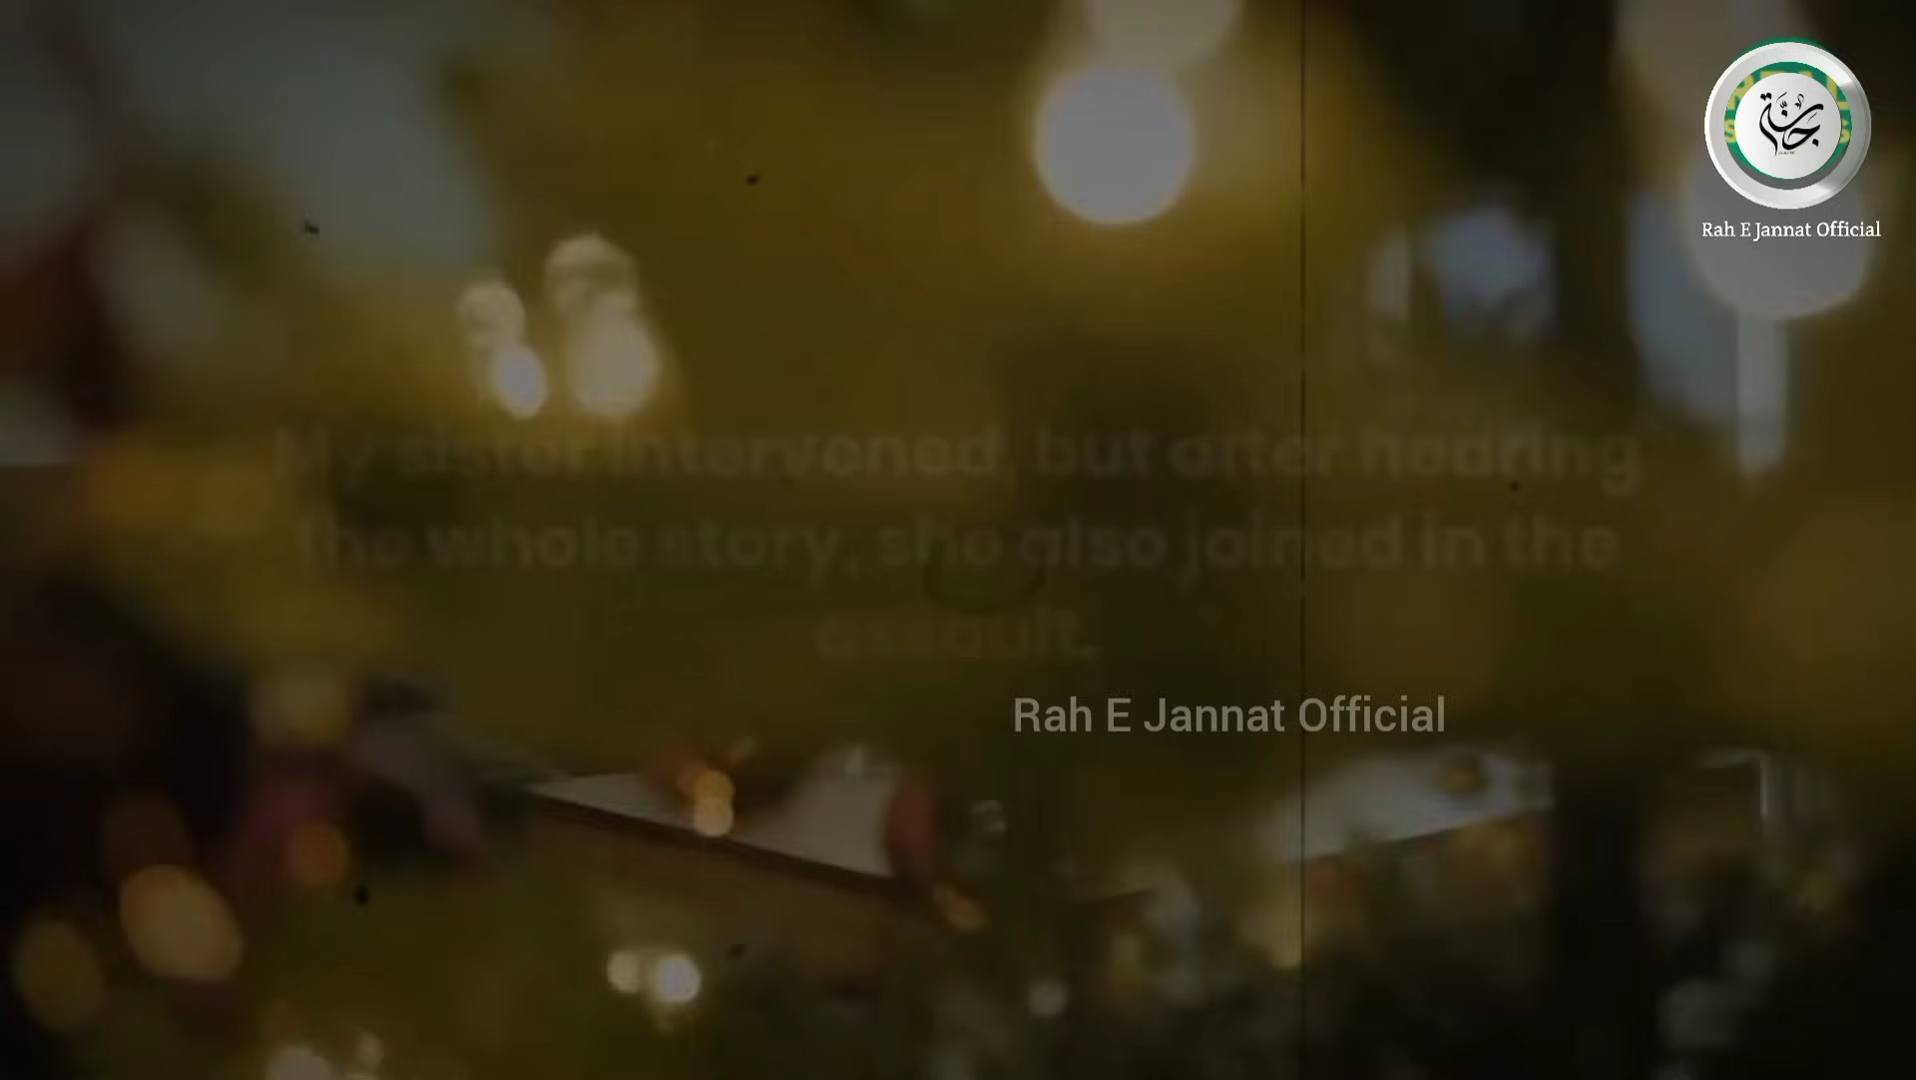 جنّة
Rah E Jannat Official
My sister intervened, but after hearing
the whole story, she also joined in the
assault.
Rah E Jannat Official